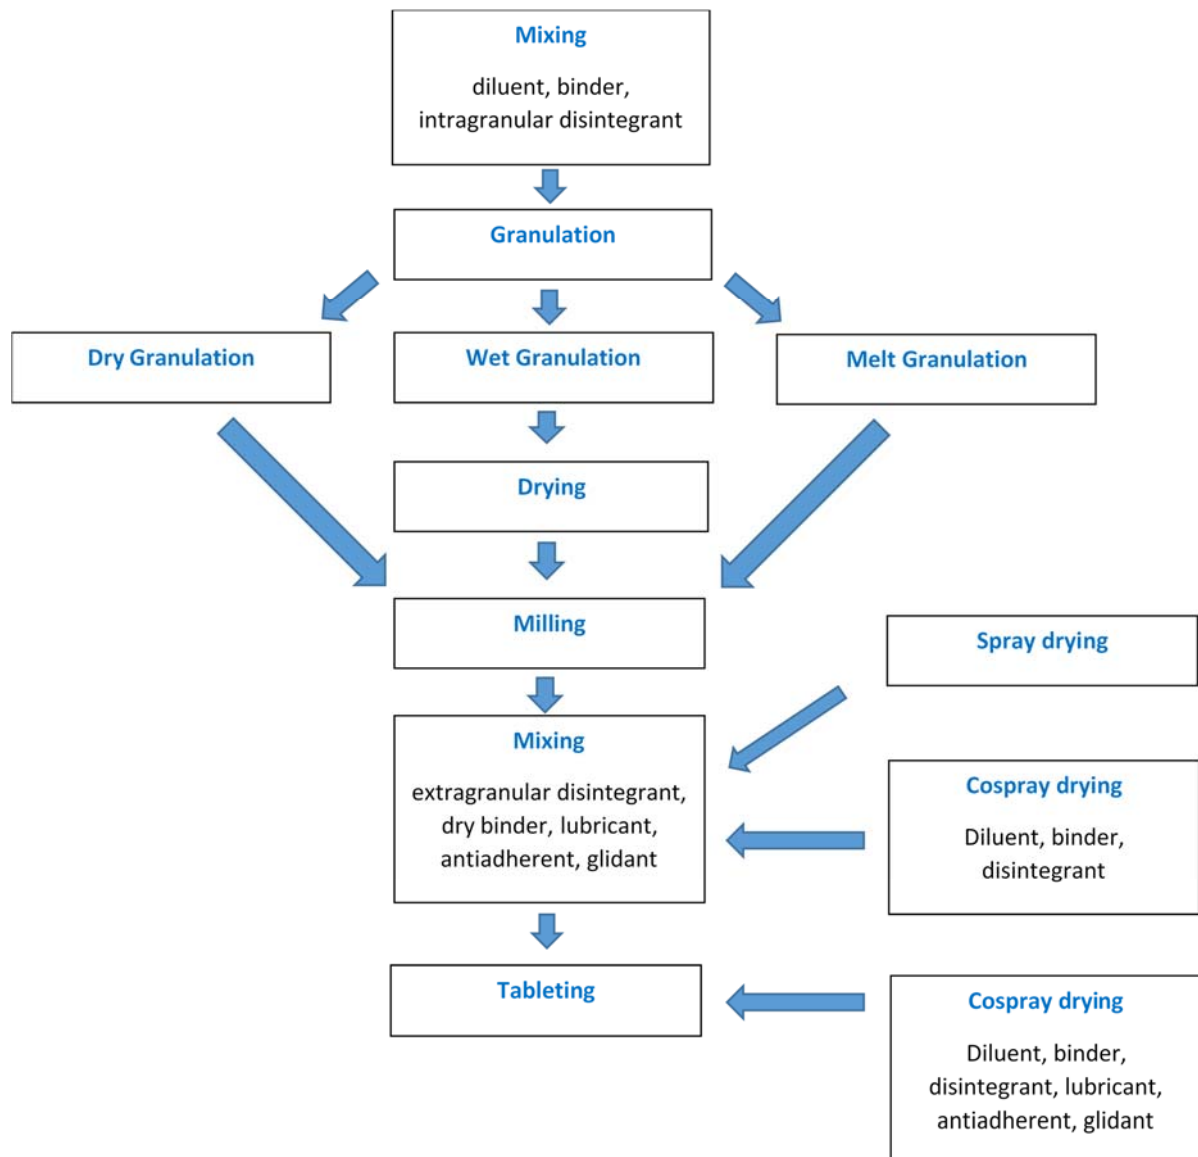 Mixing
diluent, binder,
intragranular disintegrant
Granulation
Dry Granulation
Wet Granulation
Melt Granulation
Drying
Milling
Spray drying
Mixing
extragranular disintegrant,
dry binder, lubricant,
antiadherent, glidant
Cospray drying
Diluent, binder,
disintegrant
Tableting
Cospray drying
Diluent, binder,
disintegrant, lubricant,
antiadherent, glidant